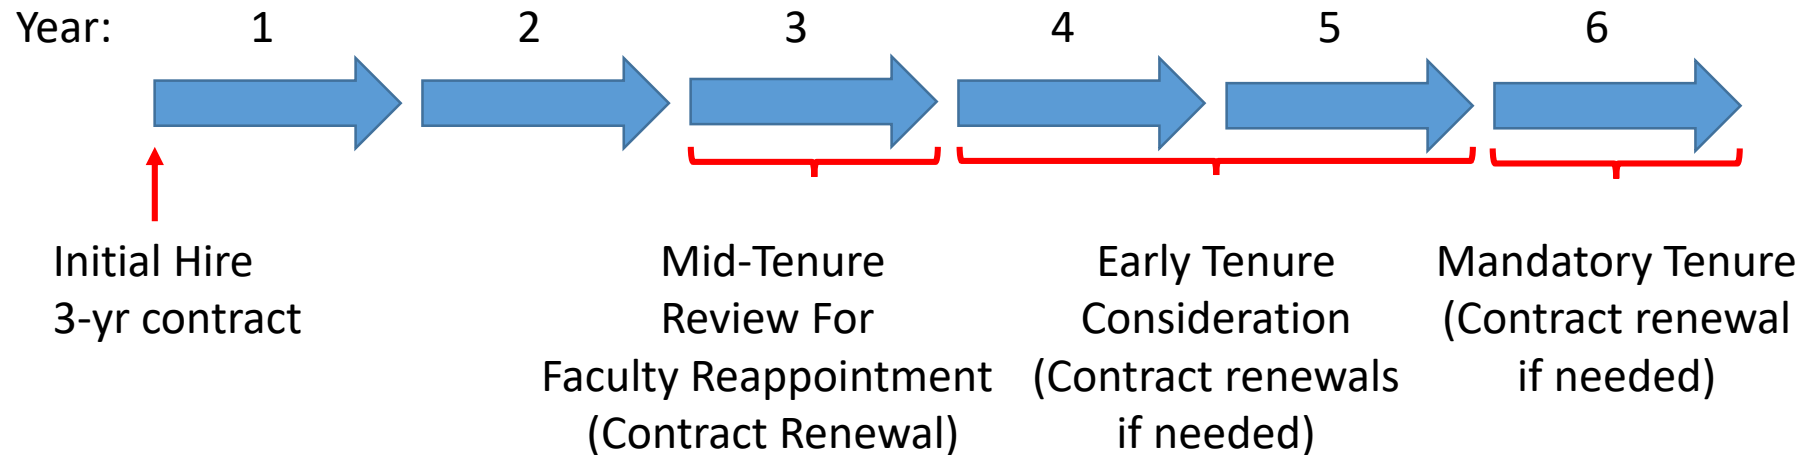 Year: 1 2 3 4 5 6
Initial Hire
3-yr contract
Mid-Tenure
Review For
Faculty Reappointment
(Contract Renewal)
Early Tenure
Consideration
(Contract renewals
if needed)
Mandatory Tenure
(Contract renewal
if needed)